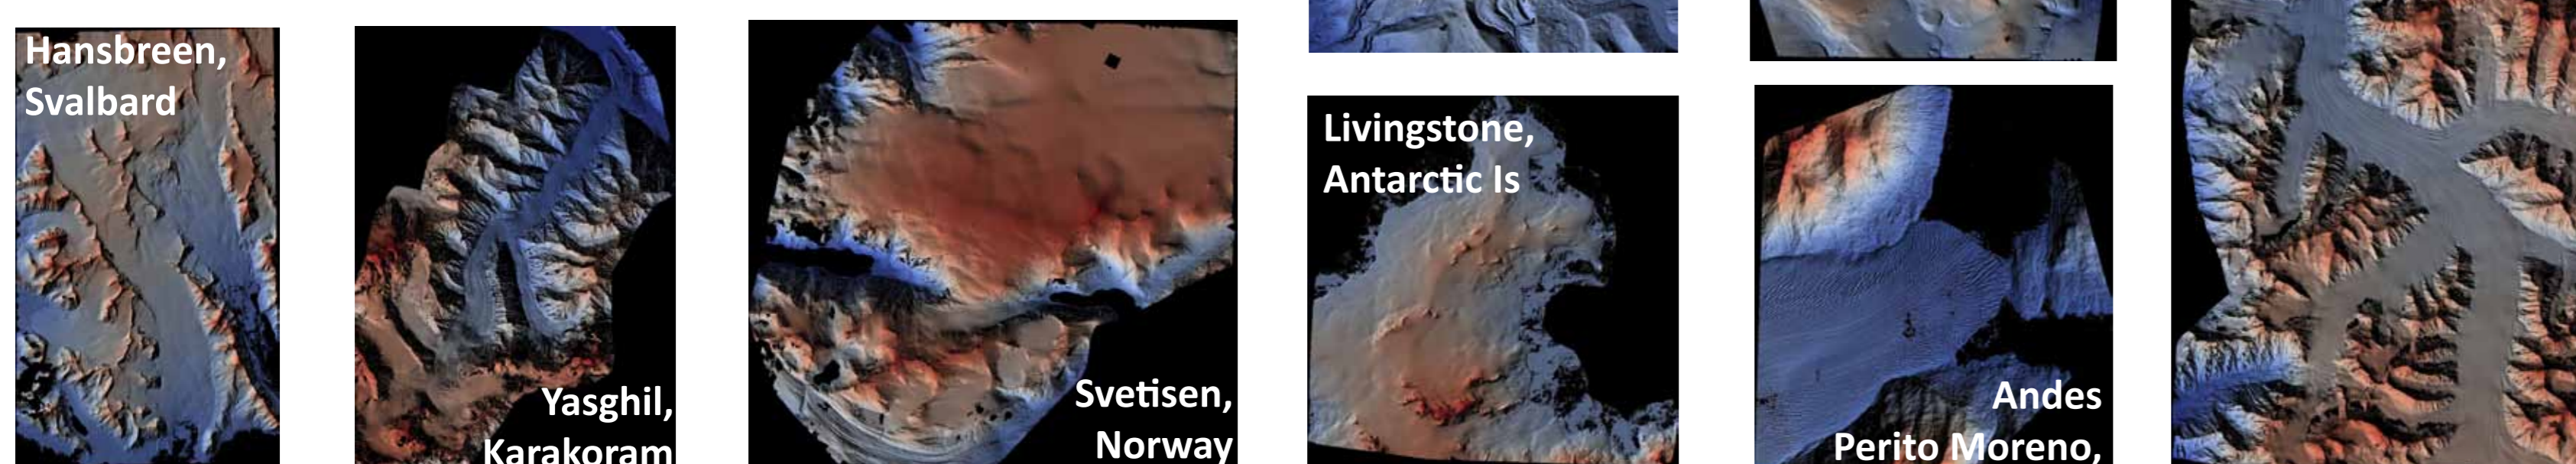 Hansbreen,
Svalbard
Yasghil,
Karakoram
Svetisen,
Norway
Livingstone,
Antarctic Is
Andes
Perito Moreno,